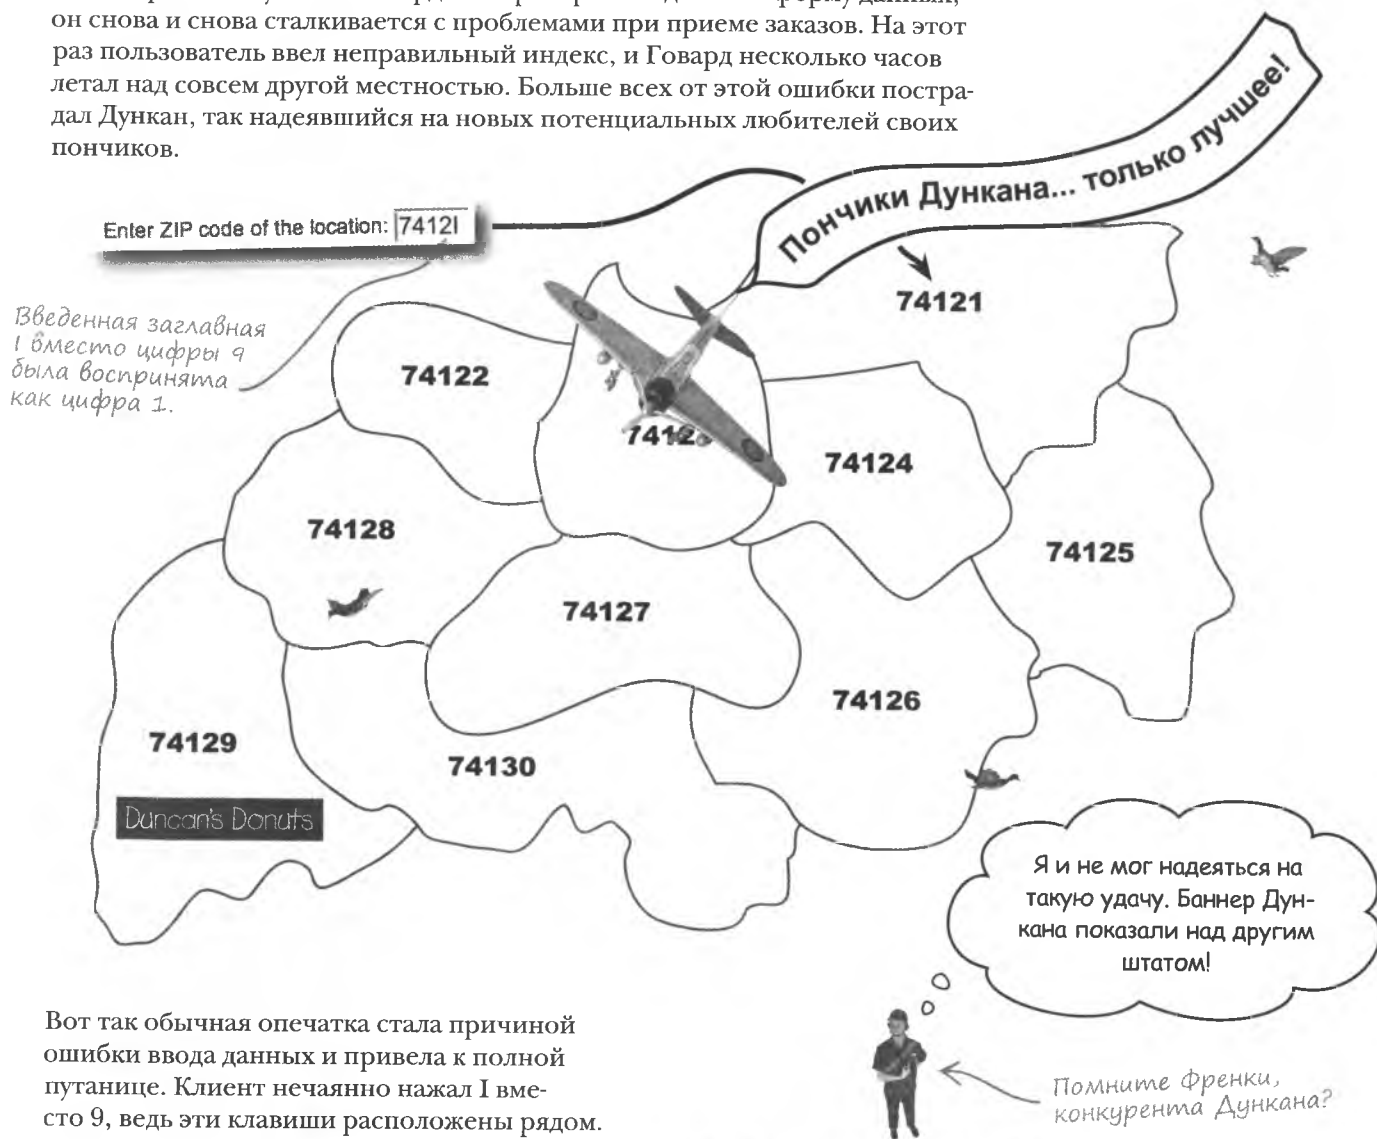 он снова и снова сталкивается с проблемами при приеме заказов. На этот
раз пользователь ввел неправильный индекс, и Говард несколько часов
летал над совсем другой местностью. Больше всех от этой ошибки постра-
дал Дункан, так надеявшийся на новых потенциальных любителей своих
пончиков.
Пончики Дункана... только лучшее!
Enter ZIP code of the location: 7412I
74121
Введенная заглавная
I вместо цифры 9
была воспринята
как цифра 1.
74122
7412
74124
74128
74125
74127
74126
74129
74130
Duncan's Donuts
Я и не мог надеяться на
такую удачу. Баннер Дун-
кана показали над другим
штатом!
Вот так обычная опечатка стала причиной
ошибки ввода данных и привела к полной
путанице. Клиент нечаянно нажал I вме-
сто 9, ведь эти клавиши расположены рядом.
Помните Френки,
конкурента Дункана?